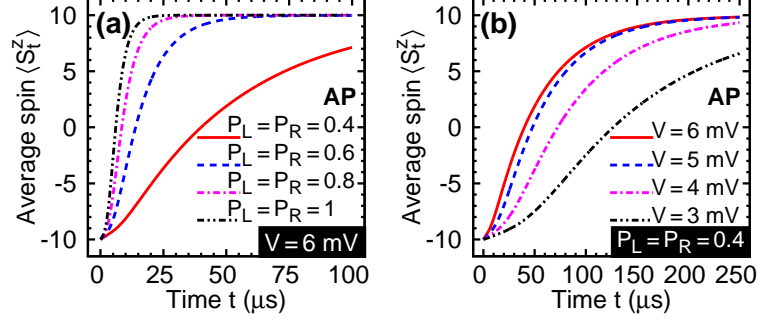 (a)
Average spin ⟨S_t^z⟩
10
5
0
-5
-10
AP
P_L = P_R = 0.4
P_L = P_R = 0.6
P_L = P_R = 0.8
P_L = P_R = 1
V = 6 mV
0 25 50 75 100
Time t (μs)
(b)
Average spin ⟨S_t^z⟩
10
5
0
-5
-10
AP
V = 6 mV
V = 5 mV
V = 4 mV
V = 3 mV
P_L = P_R = 0.4
0 50 100 150 200 250
Time t (μs)